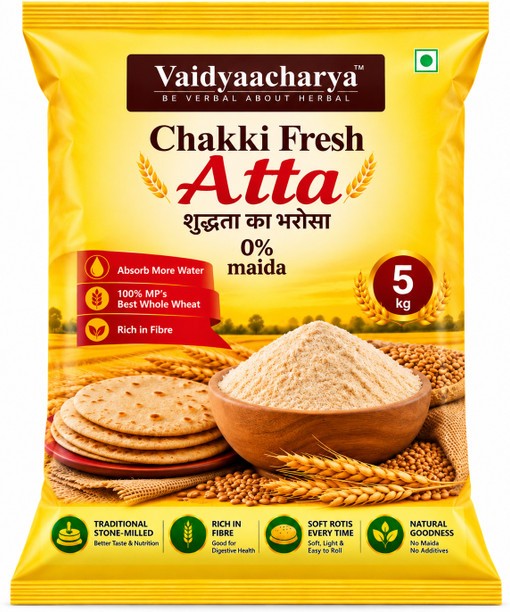 Vaidyaacharya™
BE VERBAL ABOUT HERBAL
Chakki Fresh
Atta
शुद्धता का भरोसा
0%
maida
Absorb More Water
100% MP's
Best Whole Wheat
Rich in Fibre
5
kg
TRADITIONAL
STONE-MILLED
Better Taste & Nutrition
RICH IN
FIBRE
Good for
Digestive Health
SOFT ROTIS
EVERY TIME
Soft, Light &
Easy to Roll
NATURAL
GOODNESS
No Maida
No Additives